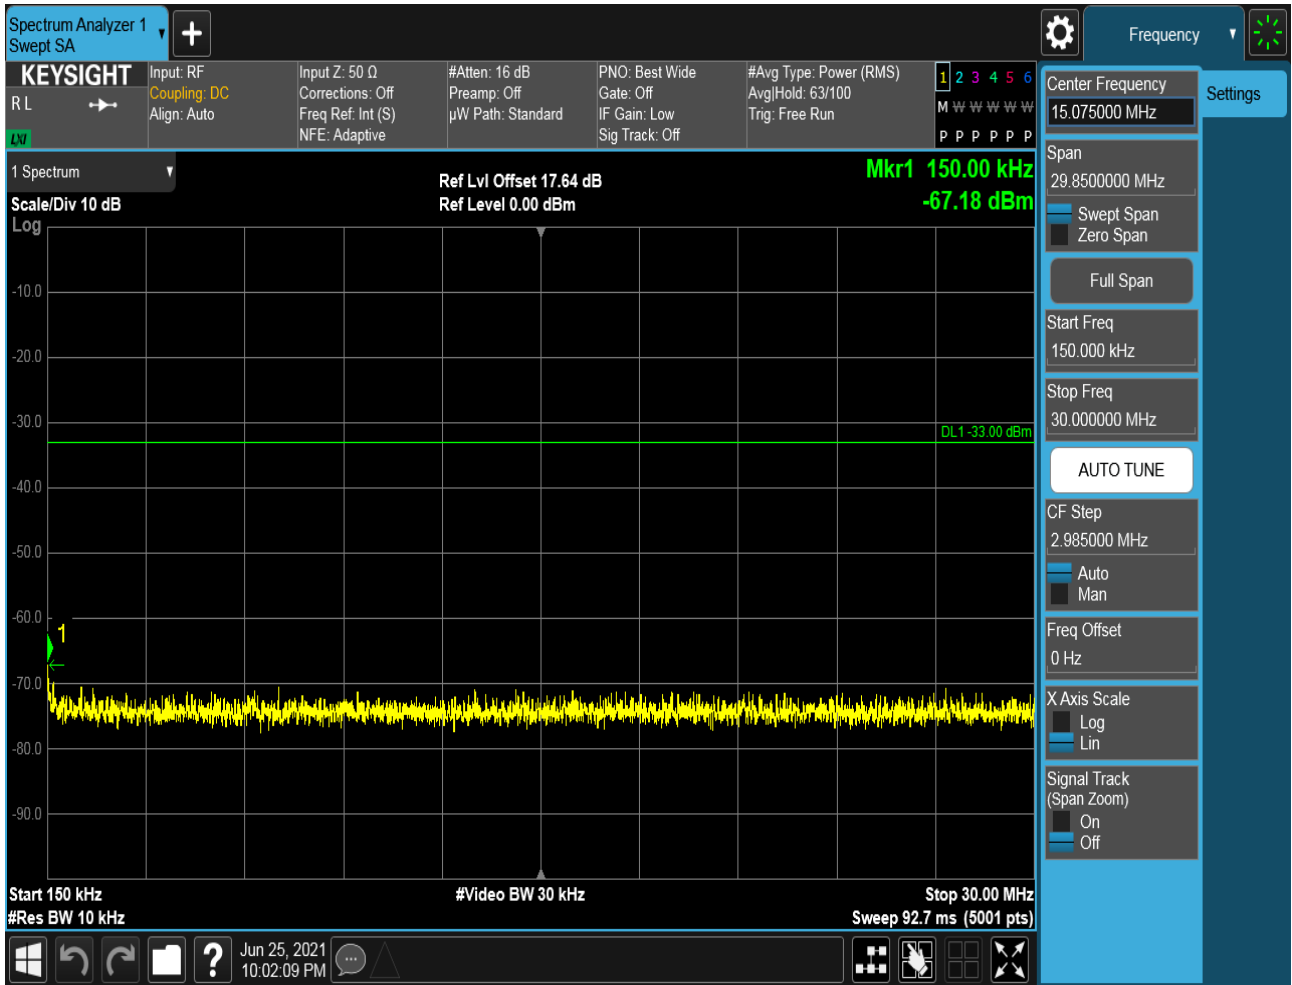 Spectrum Analyzer 1
Swept SA
Frequency
KEYSIGHT
R L
LXI
Input: RF
Coupling: DC
Align: Auto
Input Z: 50 Ω
Corrections: Off
Freq Ref: Int (S)
NFE: Adaptive
#Atten: 16 dB
Preamp: Off
µW Path: Standard
PNO: Best Wide
Gate: Off
IF Gain: Low
Sig Track: Off
#Avg Type: Power (RMS)
Avg|Hold: 63/100
Trig: Free Run
1 2 3 4 5 6
M W W W W W
P P P P P P
1 Spectrum
Scale/Div 10 dB
Log
Ref Lvl Offset 17.64 dB
Ref Level 0.00 dBm
Mkr1 150.00 kHz
-67.18 dBm
-10.0
-20.0
-30.0
DL1 -33.00 dBm
-40.0
-50.0
-60.0
1
-70.0
-80.0
-90.0
Start 150 kHz
#Video BW 30 kHz
Stop 30.00 MHz
#Res BW 10 kHz
Sweep 92.7 ms (5001 pts)
?
Jun 25, 2021
10:02:09 PM
Center Frequency
15.075000 MHz
Settings
Span
29.8500000 MHz
Swept Span
Zero Span
Full Span
Start Freq
150.000 kHz
Stop Freq
30.000000 MHz
AUTO TUNE
CF Step
2.985000 MHz
Auto
Man
Freq Offset
0 Hz
X Axis Scale
Log
Lin
Signal Track
(Span Zoom)
On
Off